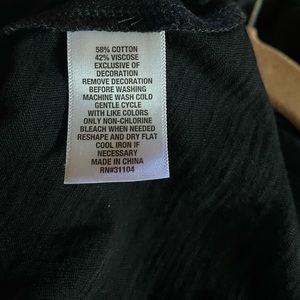 58% COTTON
42% VISCOSE
EXCLUSIVE OF
DECORATION
REMOVE DECORATION
BEFORE WASHING
MACHINE WASH COLD
GENTLE CYCLE
WITH LIKE COLORS
ONLY NON-CHLORINE
BLEACH WHEN NEEDED
RESHAPE AND DRY FLAT
COOL IRON IF
NECESSARY
MADE IN CHINA
RN#31104